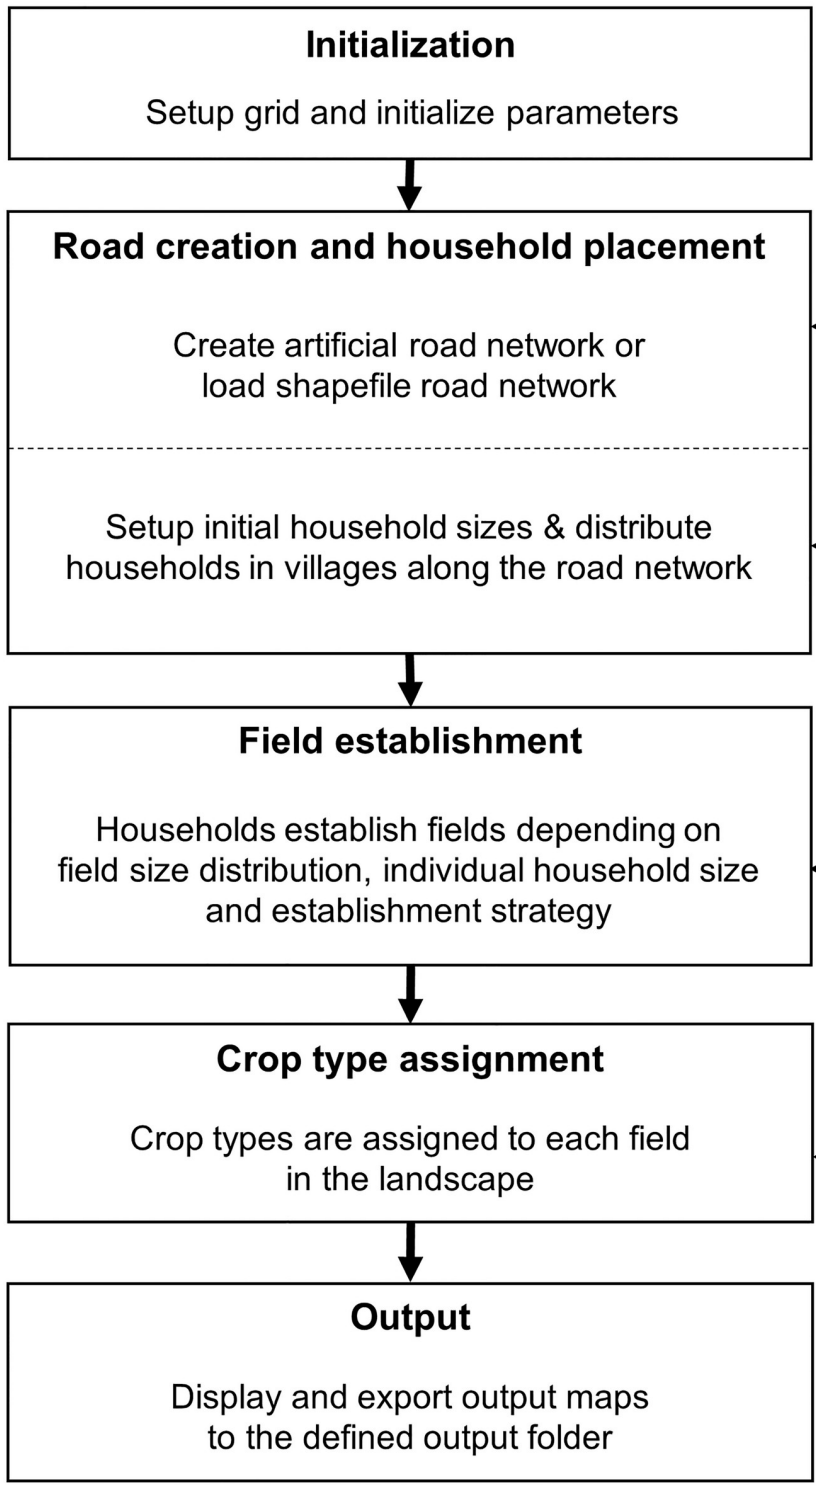 Initialization
Setup grid and initialize parameters
Road creation and household placement
Create artificial road network or
load shapefile road network
Setup initial household sizes & distribute
households in villages along the road network
Field establishment
Households establish fields depending on
field size distribution, individual household size
and establishment strategy
Crop type assignment
Crop types are assigned to each field
in the landscape
Output
Display and export output maps
to the defined output folder